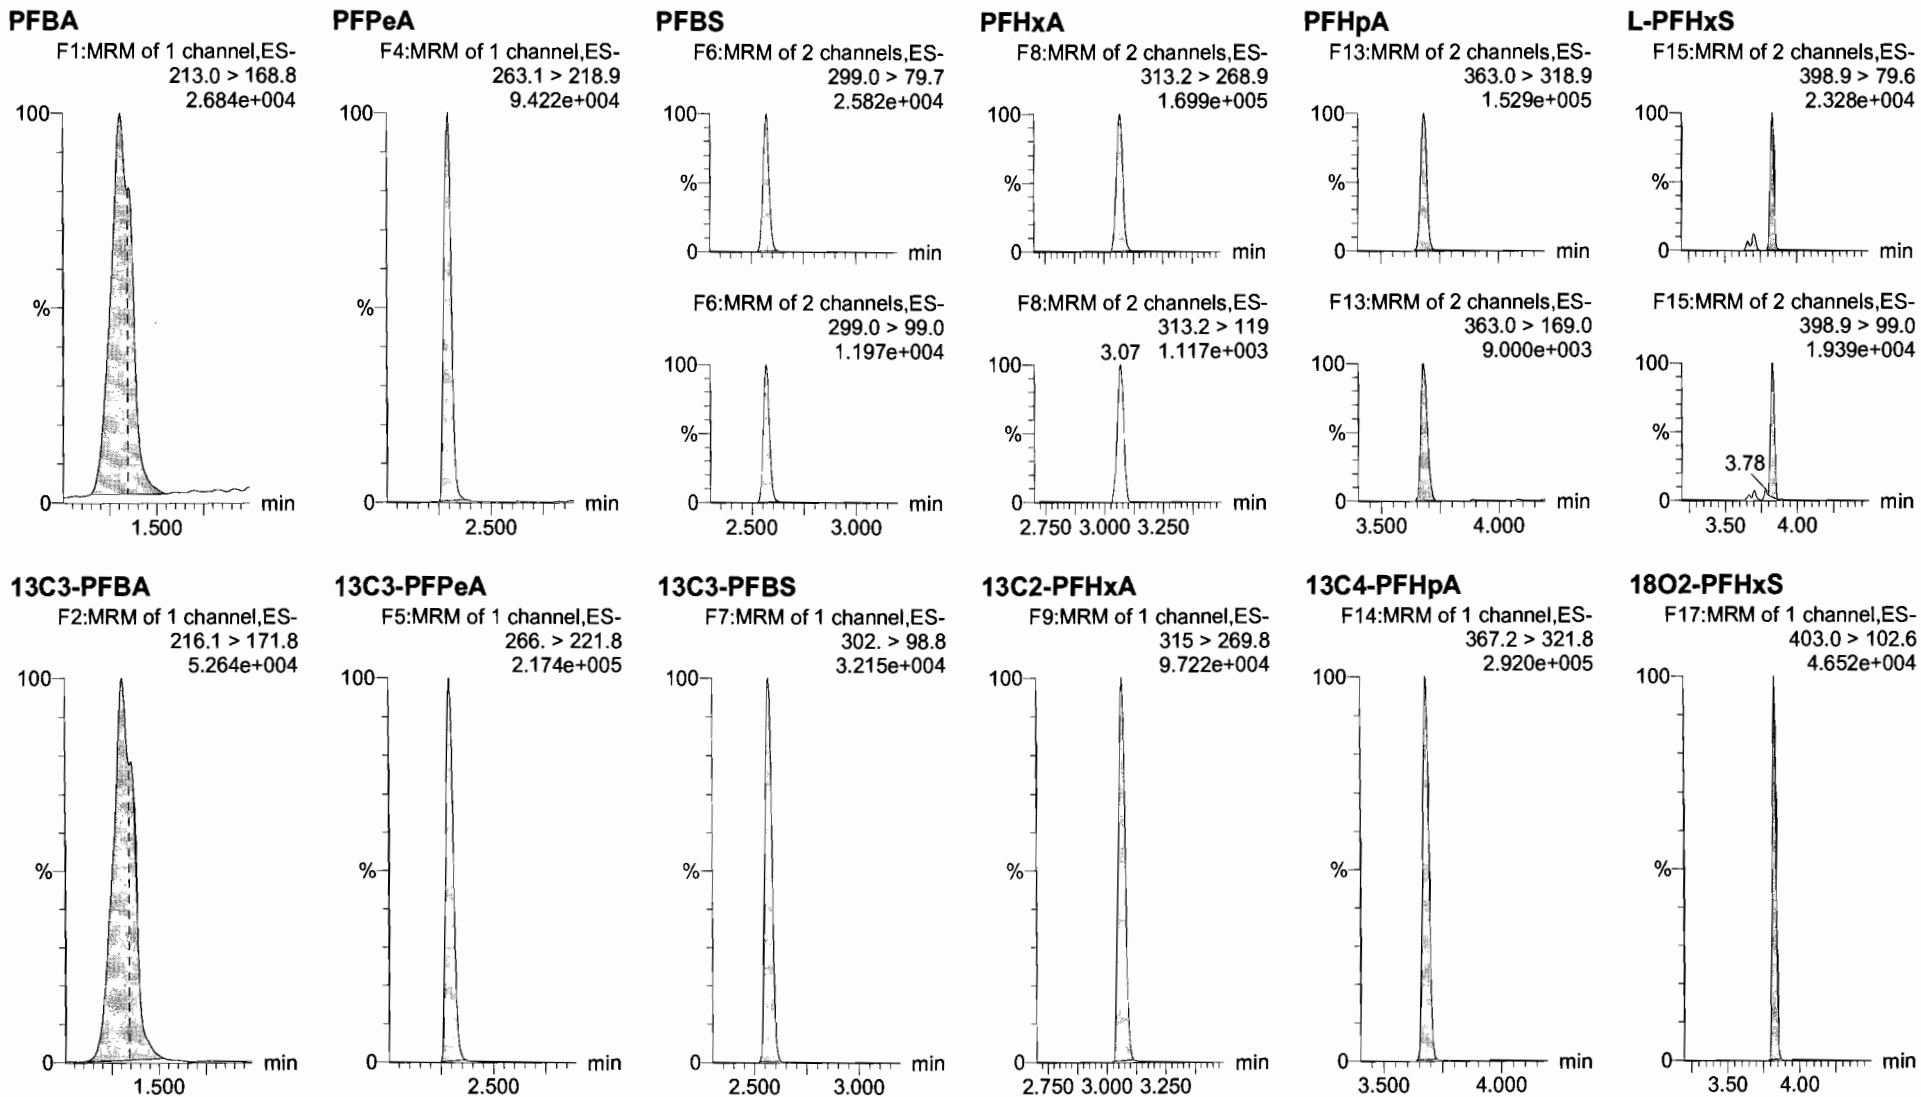 PFBA
F1:MRM of 1 channel,ES-
213.0 > 168.8
2.684e+004
100
%
0
min
1.500
PFPeA
F4:MRM of 1 channel,ES-
263.1 > 218.9
9.422e+004
100
%
0
min
2.500
PFBS
F6:MRM of 2 channels,ES-
299.0 > 79.7
2.582e+004
100
%
0
min
F6:MRM of 2 channels,ES-
299.0 > 99.0
1.197e+004
100
%
0
min
2.500 3.000
PFHxA
F8:MRM of 2 channels,ES-
313.2 > 268.9
1.699e+005
100
%
0
min
F8:MRM of 2 channels,ES-
313.2 > 119
3.07 1.117e+003
100
%
0
min
2.750 3.000 3.250
PFHpA
F13:MRM of 2 channels,ES-
363.0 > 318.9
1.529e+005
100
%
0
min
F13:MRM of 2 channels,ES-
363.0 > 169.0
9.000e+003
100
%
0
min
3.500 4.000
L-PFHxS
F15:MRM of 2 channels,ES-
398.9 > 79.6
2.328e+004
100
%
0
min
F15:MRM of 2 channels,ES-
398.9 > 99.0
1.939e+004
100
%
3.78
0
min
3.50 4.00
13C3-PFBA
F2:MRM of 1 channel,ES-
216.1 > 171.8
5.264e+004
100
%
0
min
1.500
13C3-PFPeA
F5:MRM of 1 channel,ES-
266. > 221.8
2.174e+005
100
%
0
min
2.500
13C3-PFBS
F7:MRM of 1 channel,ES-
302. > 98.8
3.215e+004
100
%
0
min
2.500 3.000
13C2-PFHxA
F9:MRM of 1 channel,ES-
315 > 269.8
9.722e+004
100
%
0
min
2.750 3.000 3.250
13C4-PFHpA
F14:MRM of 1 channel,ES-
367.2 > 321.8
2.920e+005
100
%
0
min
3.500 4.000
18O2-PFHxS
F17:MRM of 1 channel,ES-
403.0 > 102.6
4.652e+004
100
%
0
min
3.50 4.00